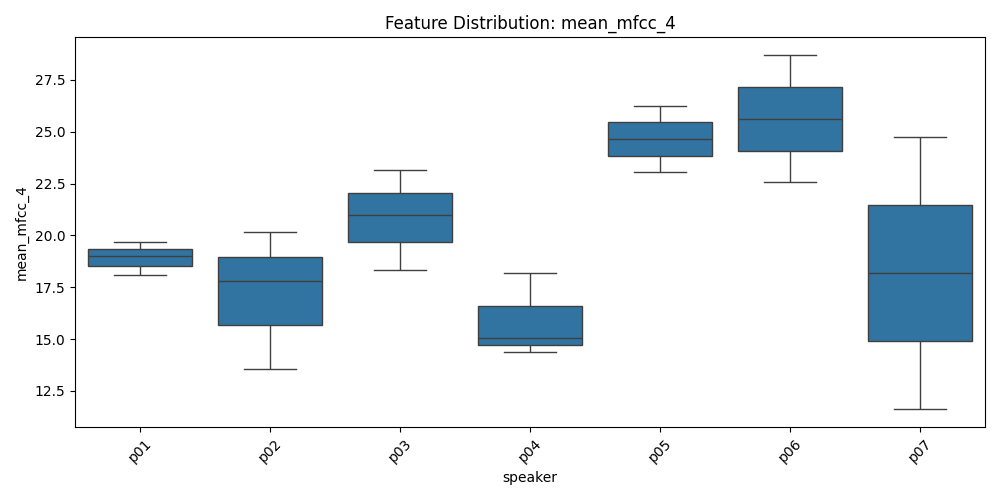 Feature Distribution: mean_mfcc_4
mean_mfcc_4
27.5
25.0
22.5
20.0
17.5
15.0
12.5
p01
p02
p03
p04
p05
p06
p07
speaker